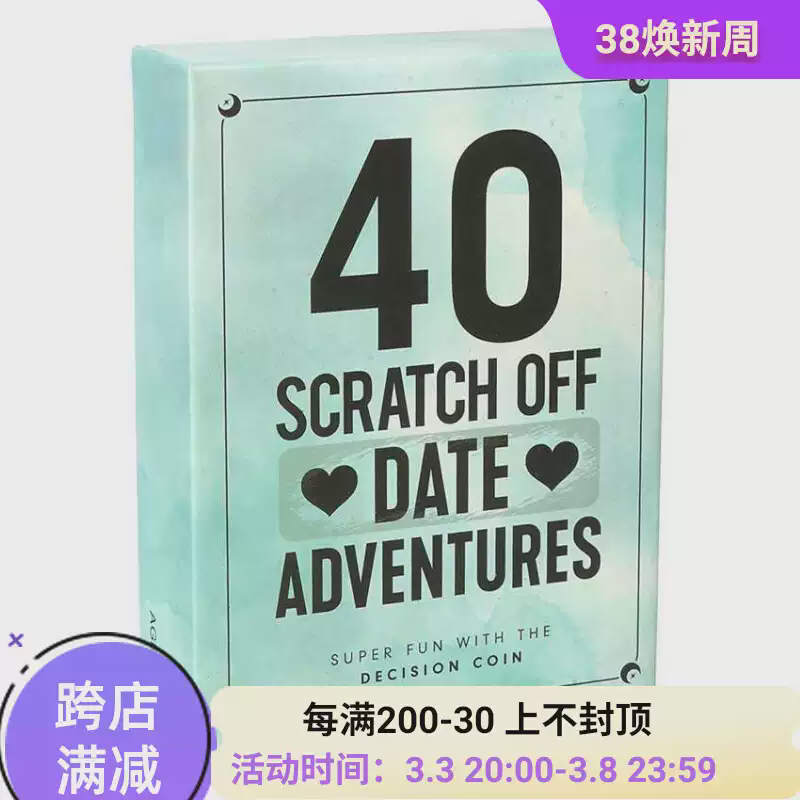 38焕新周
40
SCRATCH OFF
DATE
ADVENTURES
SUPER FUN WITH THE
DECISION COIN
跨店
满减
每满200-30 上不封顶
活动时间：3.3 20:00-3.8 23:59